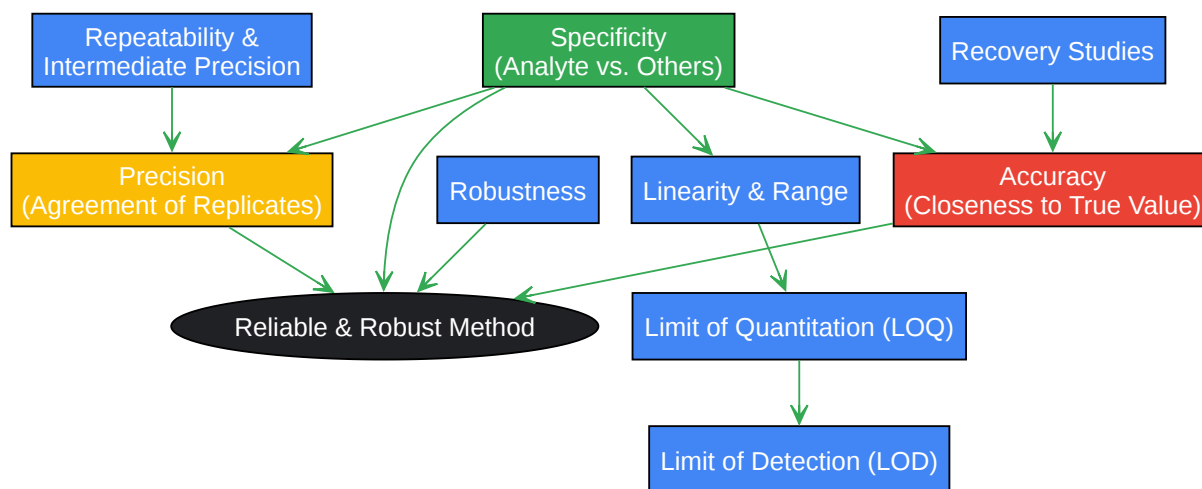 Repeatability &
Intermediate Precision
Specificity
(Analyte vs. Others)
Recovery Studies
Precision
(Agreement of Replicates)
Robustness
Linearity & Range
Accuracy
(Closeness to True Value)
Reliable & Robust Method
Limit of Quantitation (LOQ)
Limit of Detection (LOD)